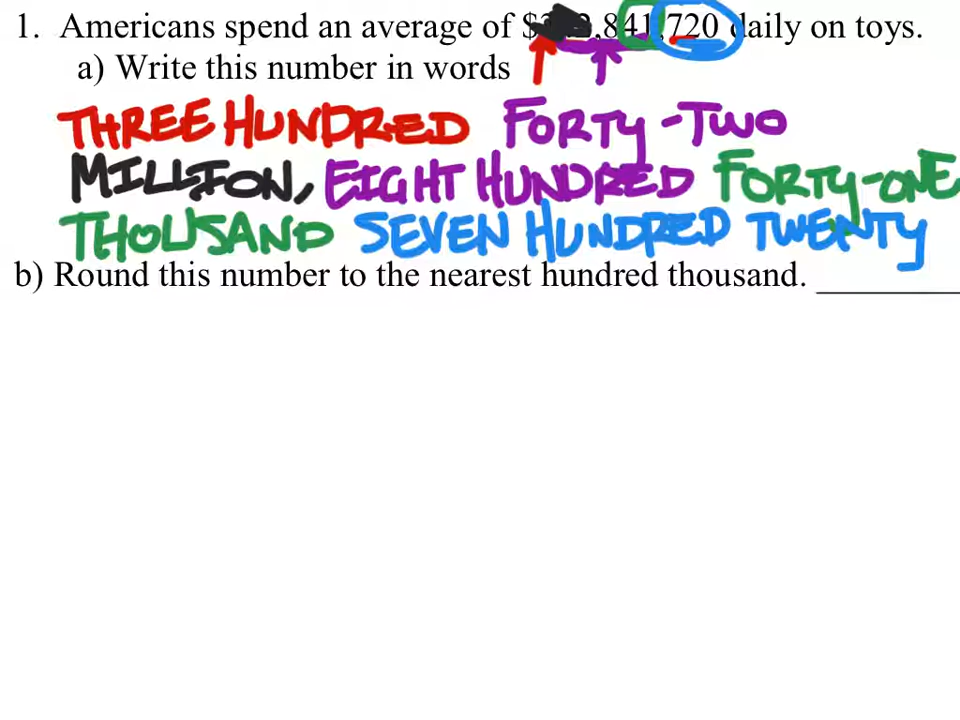 1. Americans spend an average of $ ,841,720 daily on toys.
a) Write this number in words
THREE HUNDRED FORTY-TWO
MILLION, EIGHT HUNDRED FORTY-ONE
THOUSAND SEVEN HUNDRED TWENTY
b) Round this number to the nearest hundred thousand.